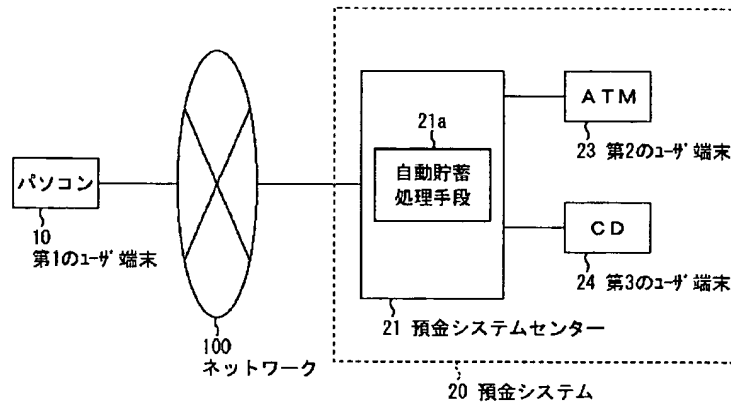 パソコン
10
第1のﾕｰｻﾞ端末
100
ネットワーク
21a
自動貯蓄
処理手段
21 預金システムセンター
ATM
23 第2のﾕｰｻﾞ端末
CD
24 第3のﾕｰｻﾞ端末
20 預金システム